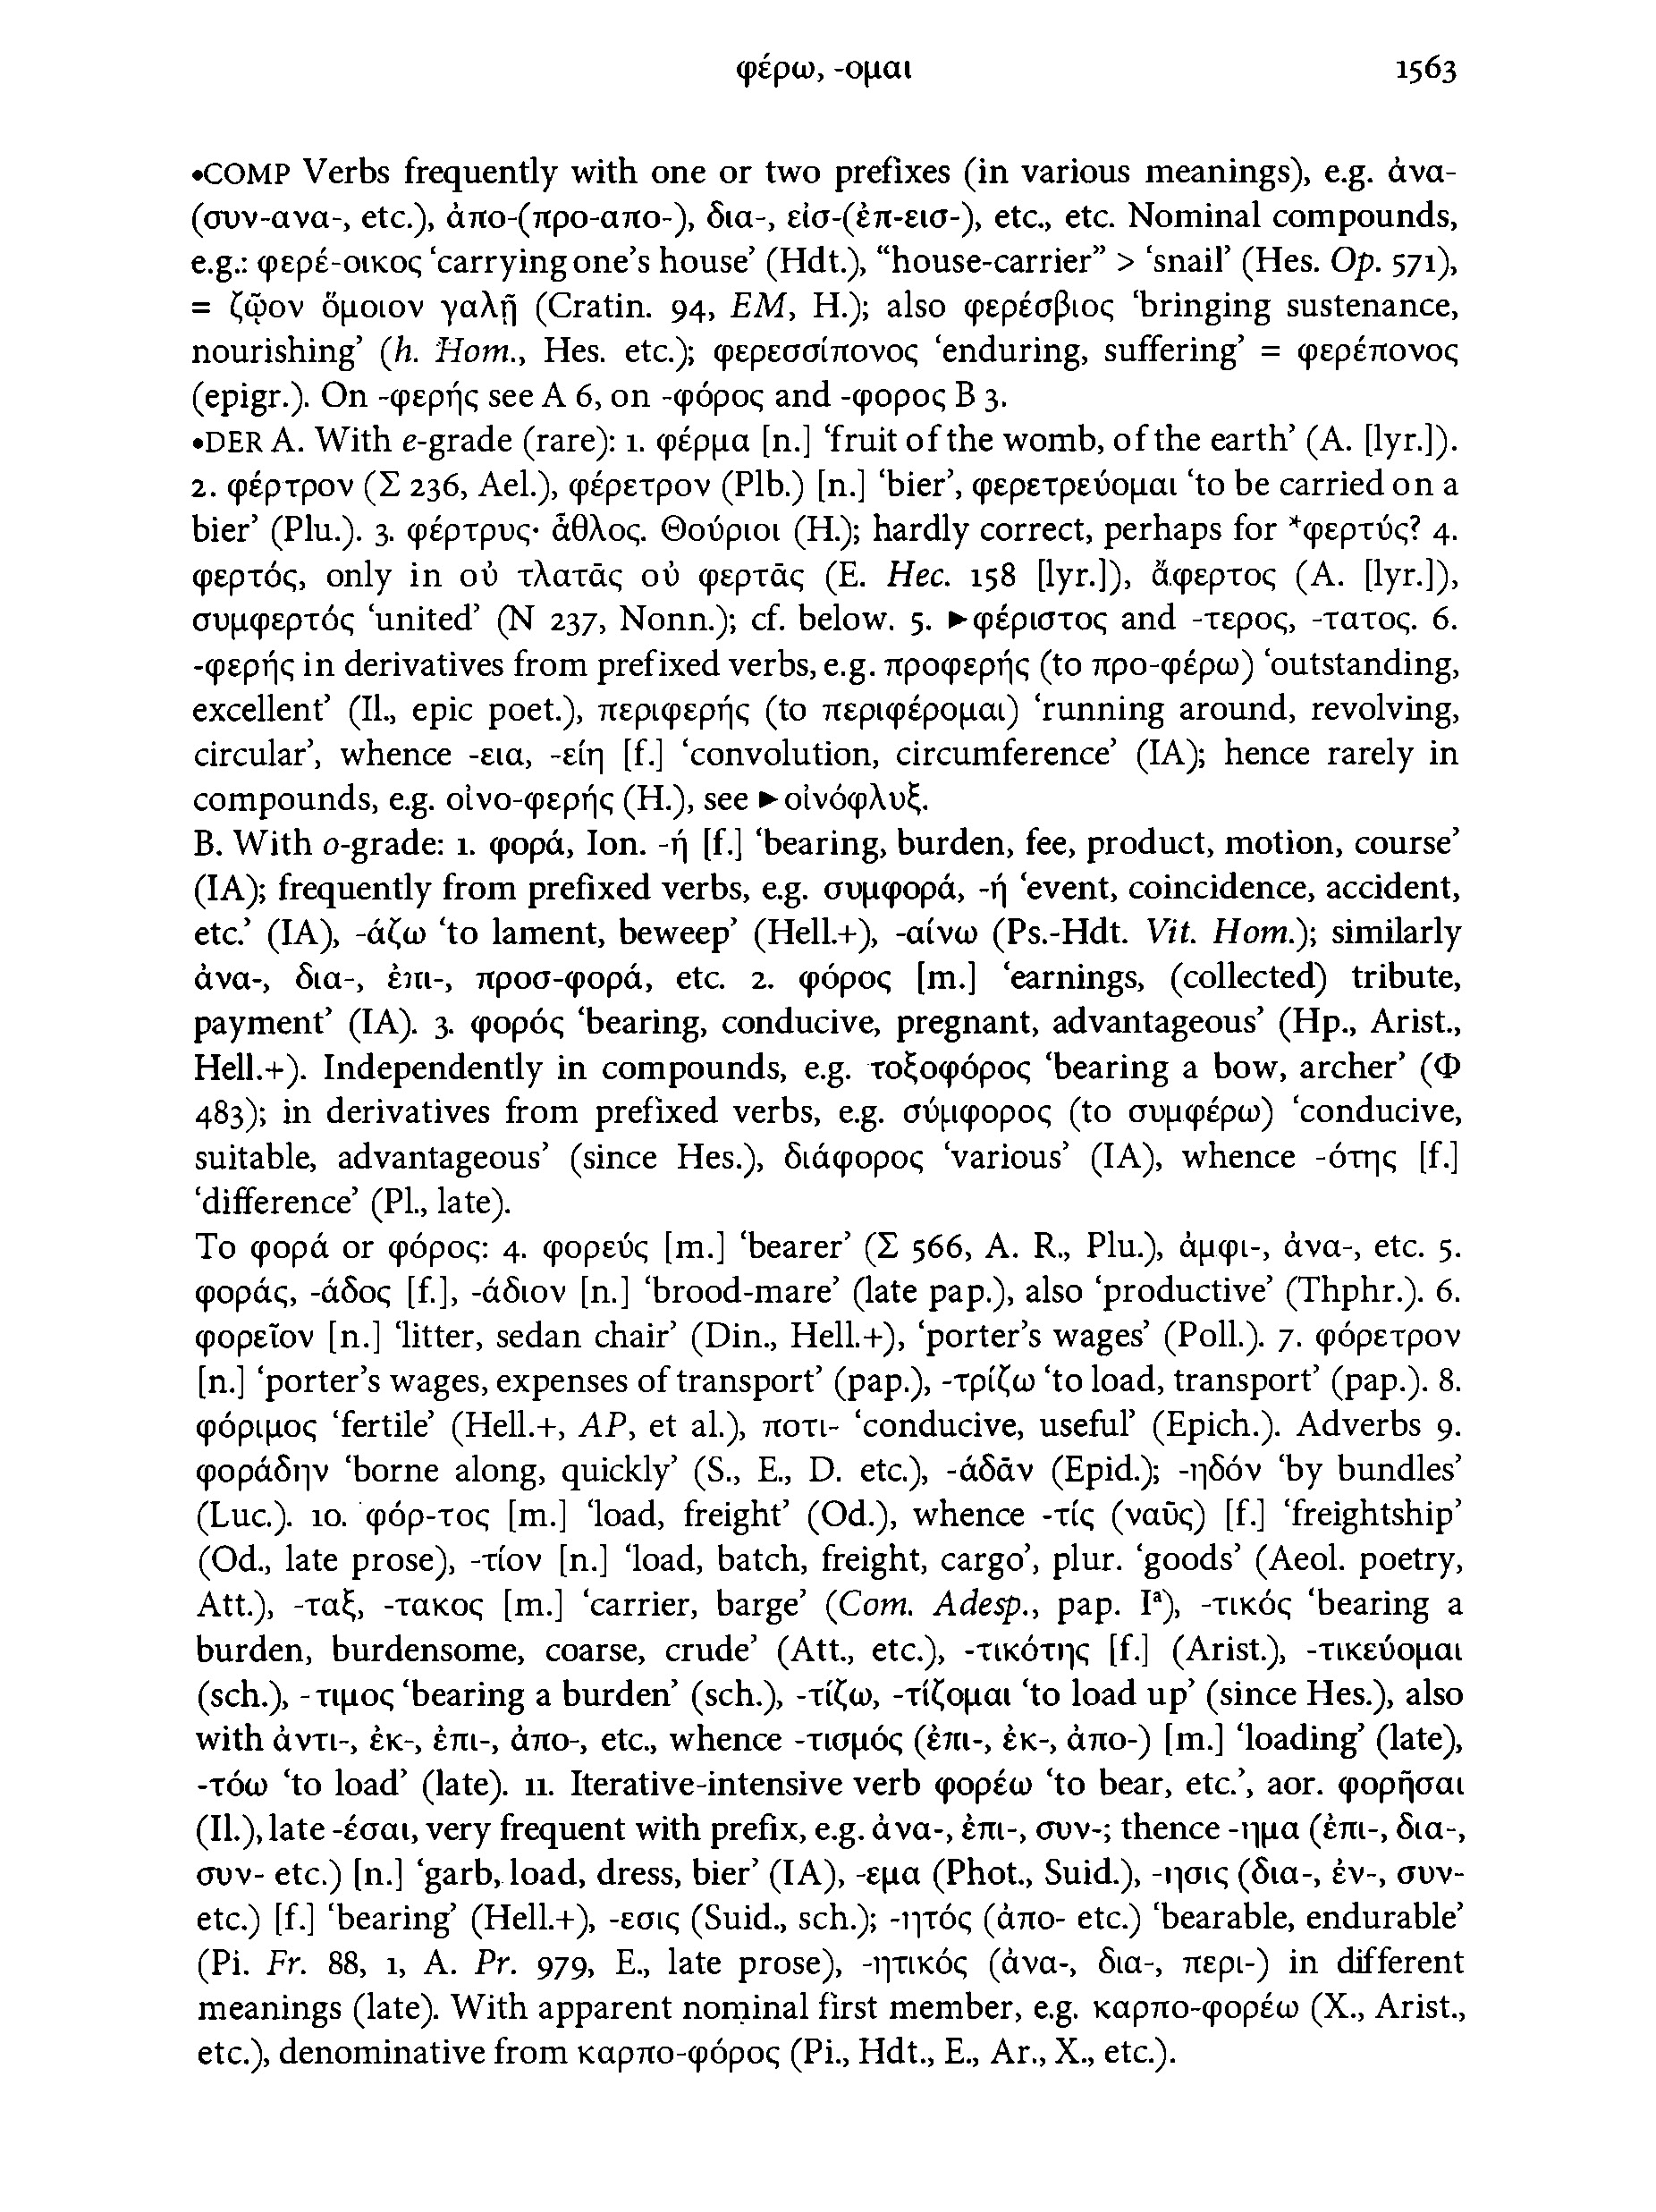 φέρω, -ομαι 1563
•COMP Verbs frequently with one or two prefixes (in various meanings), e.g. ἀνα-
(συν-ανα-, etc.), ἀπο-(προ-απο-), δια-, εἰσ-(ἐπ-εισ-), etc., etc. Nominal compounds,
e.g.: φερέ-οικος ‘carrying one’s house’ (Hdt.), “house-carrier” > ‘snail’ (Hes. Op. 571),
= ζῷον ὅμοιον γαλῇ (Cratin. 94, EM, H.); also φερέσβιος ‘bringing sustenance,
nourishing’ (h. Hom., Hes. etc.); φερεσσίπονος ‘enduring, suffering’ = φερέπονος
(epigr.). On -φερής see A 6, on -φόρος and -φορος B 3.
•DER A. With e-grade (rare): 1. φέρμα [n.] ‘fruit of the womb, of the earth’ (A. [lyr.]).
2. φέρτρον (Σ 236, Ael.), φέρετρον (Plb.) [n.] ‘bier’, φερετρεύομαι ‘to be carried on a
bier’ (Plu.). 3. φέρτρυς· ἆθλος. Θούριοι (H.); hardly correct, perhaps for *φερτύς? 4.
φερτός, only in οὐ τλατᾶς οὐ φερτᾶς (E. Hec. 158 [lyr.]), ἄφερτος (A. [lyr.]),
συμφερτός ‘united’ (N 237, Nonn.); cf. below. 5. ►φέριστος and -τερος, -τατος. 6.
-φερής in derivatives from prefixed verbs, e.g. προφερής (to προ-φέρω) ‘outstanding,
excellent’ (Il., epic poet.), περιφερής (to περιφέρομαι) ‘running around, revolving,
circular’, whence -εια, -είη [f.] ‘convolution, circumference’ (IA); hence rarely in
compounds, e.g. οἰνο-φερής (H.), see ►οἰνόφλυξ.
B. With o-grade: 1. φορά, Ion. -ή [f.] ‘bearing, burden, fee, product, motion, course’
(IA); frequently from prefixed verbs, e.g. συμφορά, -ή ‘event, coincidence, accident,
etc.’ (IA), -άζω ‘to lament, beweep’ (Hell.+), -αίνω (Ps.-Hdt. Vit. Hom.); similarly
ἀνα-, δια-, ἐπι-, προσ-φορά, etc. 2. φόρος [m.] ‘earnings, (collected) tribute,
payment’ (IA). 3. φορός ‘bearing, conducive, pregnant, advantageous’ (Hp., Arist.,
Hell.+). Independently in compounds, e.g. τοξοφόρος ‘bearing a bow, archer’ (Φ
483); in derivatives from prefixed verbs, e.g. σύμφορος (to συμφέρω) ‘conducive,
suitable, advantageous’ (since Hes.), διάφορος ‘various’ (IA), whence -ότης [f.]
‘difference’ (Pl., late).
To φορά or φόρος: 4. φορεύς [m.] ‘bearer’ (Σ 566, A. R., Plu.), ἀμφι-, ἀνα-, etc. 5.
φοράς, -άδος [f.], -άδιον [n.] ‘brood-mare’ (late pap.), also ‘productive’ (Thphr.). 6.
φορεῖον [n.] ‘litter, sedan chair’ (Din., Hell.+), ‘porter’s wages’ (Poll.). 7. φόρετρον
[n.] ‘porter’s wages, expenses of transport’ (pap.), -τρίζω ‘to load, transport’ (pap.). 8.
φόριμος ‘fertile’ (Hell.+, AP, et al.), ποτι- ‘conducive, useful’ (Epich.). Adverbs 9.
φοράδην ‘borne along, quickly’ (S., E., D. etc.), -άδᾱν (Epid.); -ηδόν ‘by bundles’
(Luc.). 10. φόρ-τος [m.] ‘load, freight’ (Od.), whence -τίς (ναῦς) [f.] ‘freightship’
(Od., late prose), -τίον [n.] ‘load, batch, freight, cargo’, plur. ‘goods’ (Aeol. poetry,
Att.), -ταξ, -τακος [m.] ‘carrier, barge’ (Com. Adesp., pap. Iᵃ), -τικός ‘bearing a
burden, burdensome, coarse, crude’ (Att., etc.), -τικότης [f.] (Arist.), -τικεύομαι
(sch.), -τιμος ‘bearing a burden’ (sch.), -τίζω, -τίζομαι ‘to load up’ (since Hes.), also
with ἀντι-, ἐκ-, ἐπι-, ἀπο-, etc., whence -τισμός (ἐπι-, ἐκ-, ἀπο-) [m.] ‘loading’ (late),
-τόω ‘to load’ (late). 11. Iterative-intensive verb φορέω ‘to bear, etc.’, aor. φορῆσαι
(Il.), late -έσαι, very frequent with prefix, e.g. ἀνα-, ἐπι-, συν-; thence -ημα (ἐπι-, δια-,
συν- etc.) [n.] ‘garb, load, dress, bier’ (IA), -εμα (Phot., Suid.), -ησις (δια-, ἐν-, συν-
etc.) [f.] ‘bearing’ (Hell.+), -εσις (Suid., sch.); -ητός (ἀπο- etc.) ‘bearable, endurable’
(Pi. Fr. 88, 1, A. Pr. 979, E., late prose), -ητικός (ἀνα-, δια-, περι-) in different
meanings (late). With apparent nominal first member, e.g. καρπο-φορέω (X., Arist.,
etc.), denominative from καρπο-φόρος (Pi., Hdt., E., Ar., X., etc.).